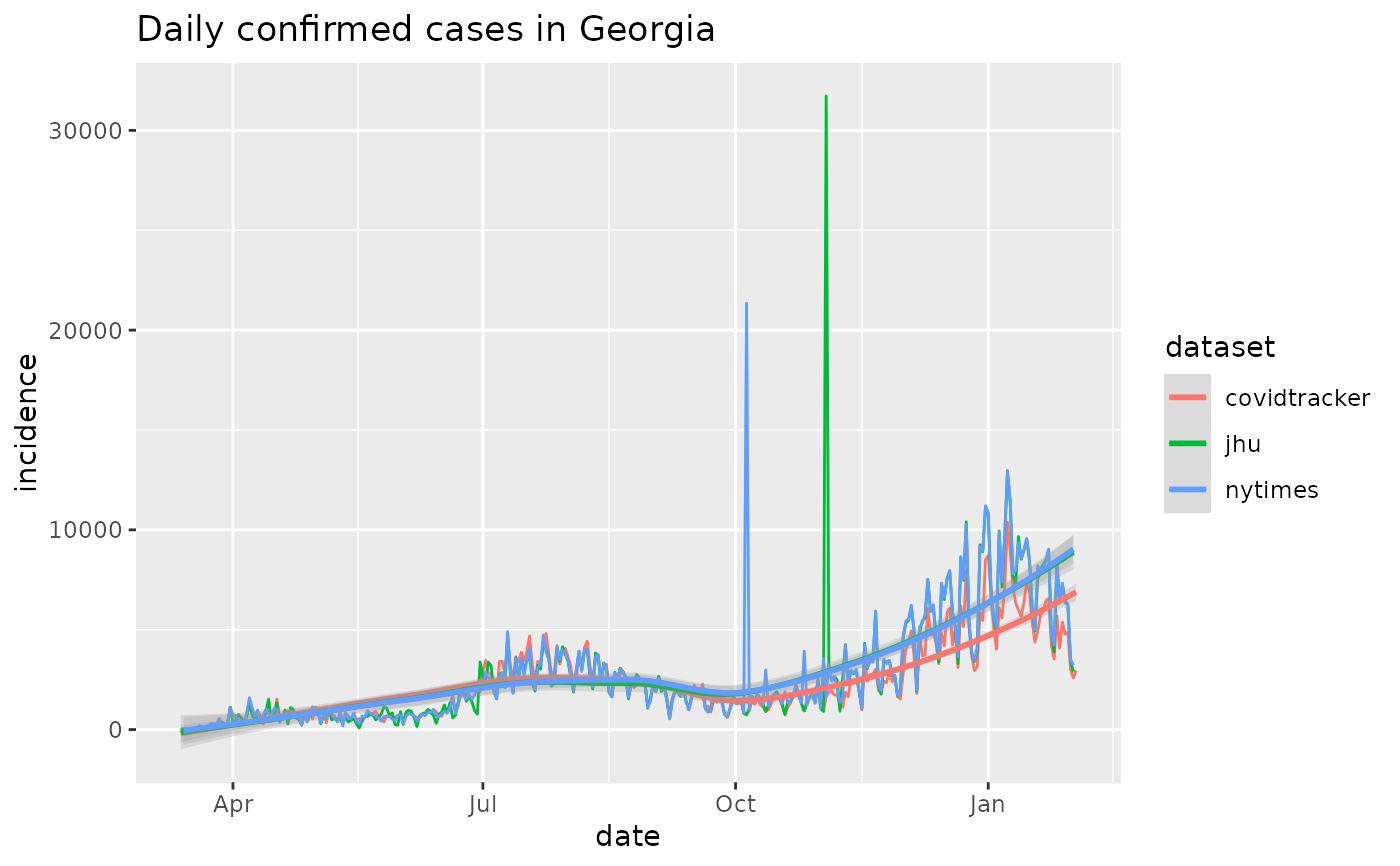 Daily confirmed cases in Georgia
30000
20000
10000
0
incidence
Apr
Jul
Oct
Jan
date
dataset
covidtracker
jhu
nytimes